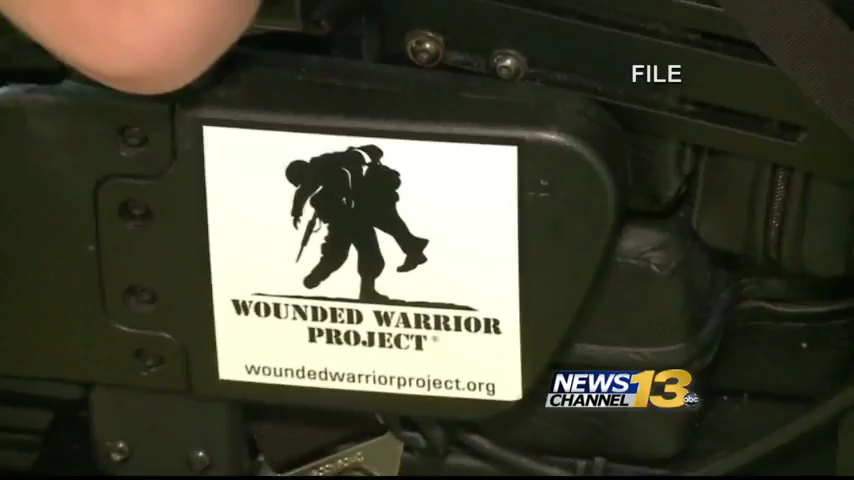 FILE
WOUNDED WARRIOR
PROJECT®
woundedwarriorproject.org
NEWS 13
CHANNEL abc